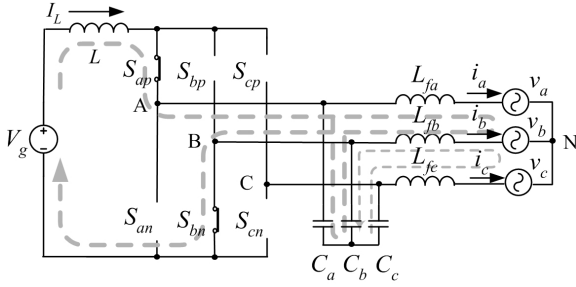 I_L
L
S_ap
S_bp
S_cp
A
L_fa
i_a
v_a
V_g
+
−
B
L_fb
i_b
v_b
N
C
L_fc
i_c
v_c
S_an
S_bn
S_cn
C_a
C_b
C_c